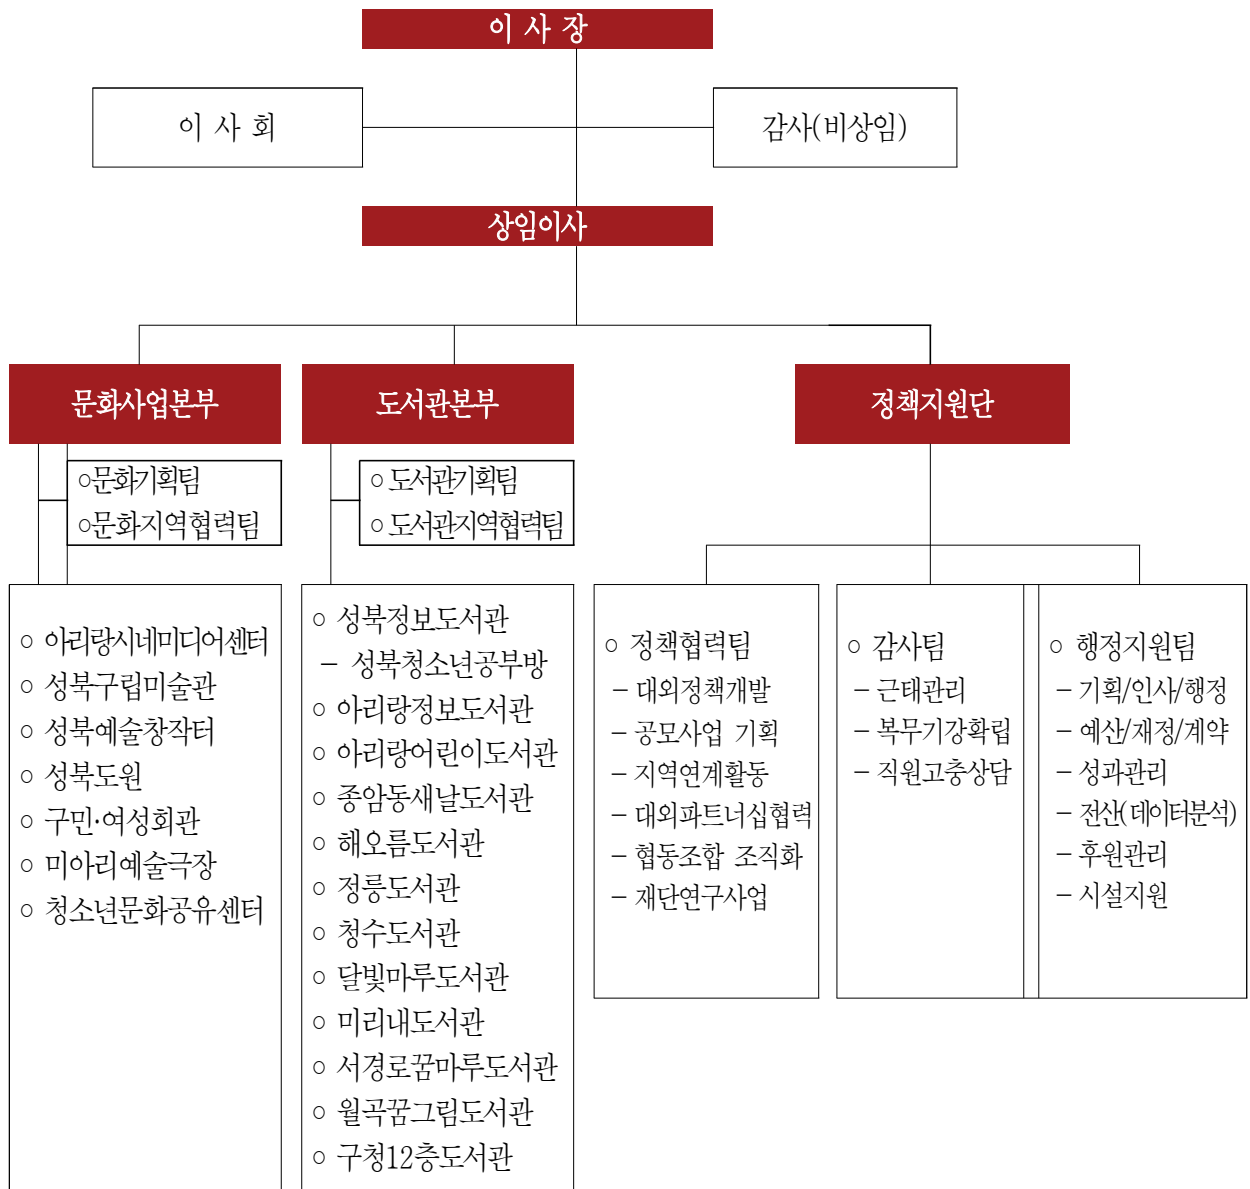 이 사 장
이 사 회
감사(비상임)
상임이사
문화사업본부
○문화기획팀
○문화지역협력팀
○ 아리랑시네미디어센터
○ 성북구립미술관
○ 성북예술창작터
○ 성북도원
○ 구민·여성회관
○ 미아리예술극장
○ 청소년문화공유센터
도서관본부
○ 도서관기획팀
○ 도서관지역협력팀
○ 성북정보도서관
– 성북청소년공부방
○ 아리랑정보도서관
○ 아리랑어린이도서관
○ 종암동새날도서관
○ 해오름도서관
○ 정릉도서관
○ 청수도서관
○ 달빛마루도서관
○ 미리내도서관
○ 서경로꿈마루도서관
○ 월곡꿈그림도서관
○ 구청12층도서관
정책지원단
○ 정책협력팀
– 대외정책개발
– 공모사업 기획
– 지역연계활동
– 대외파트너십협력
– 협동조합 조직화
– 재단연구사업
○ 감사팀
– 근태관리
– 복무기강확립
– 직원고충상담
○ 행정지원팀
– 기획/인사/행정
– 예산/재정/계약
– 성과관리
– 전산(데이터분석)
– 후원관리
– 시설지원